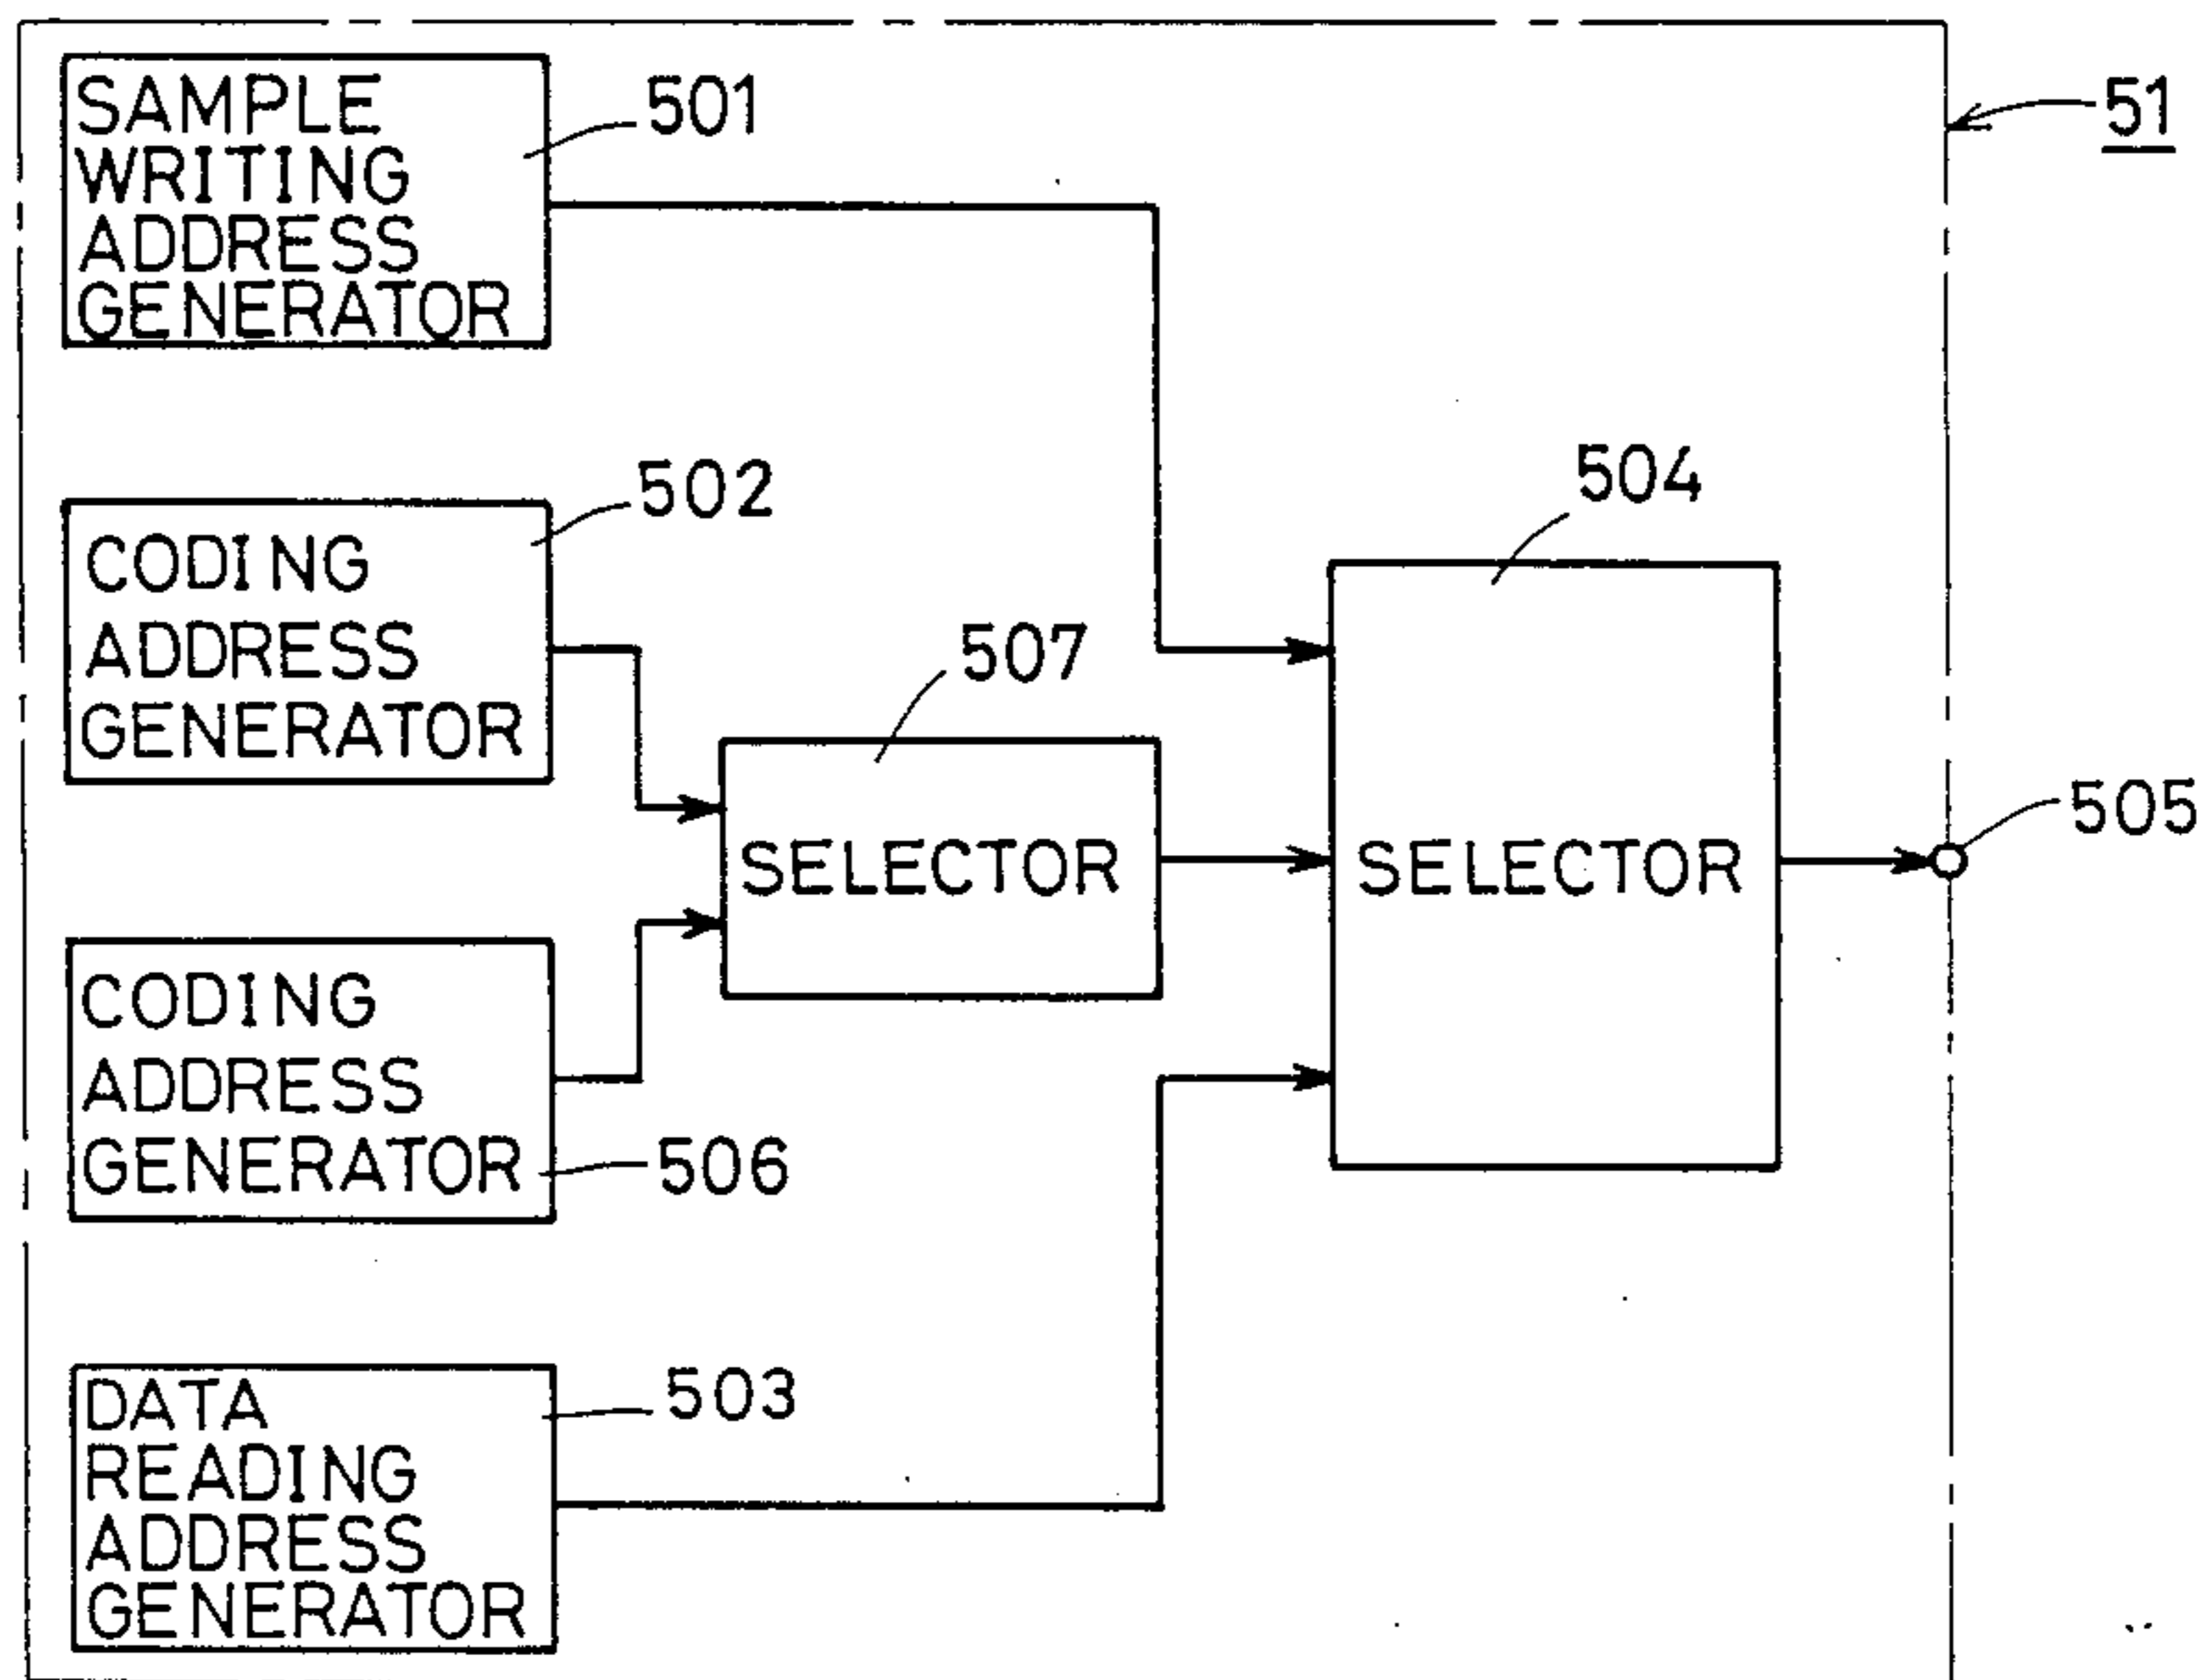 SAMPLE
WRITING
ADDRESS
GENERATOR
501
51
CODING
ADDRESS
GENERATOR
502
504
507
SELECTOR
SELECTOR
505
CODING
ADDRESS
GENERATOR
506
DATA
READING
ADDRESS
GENERATOR
503